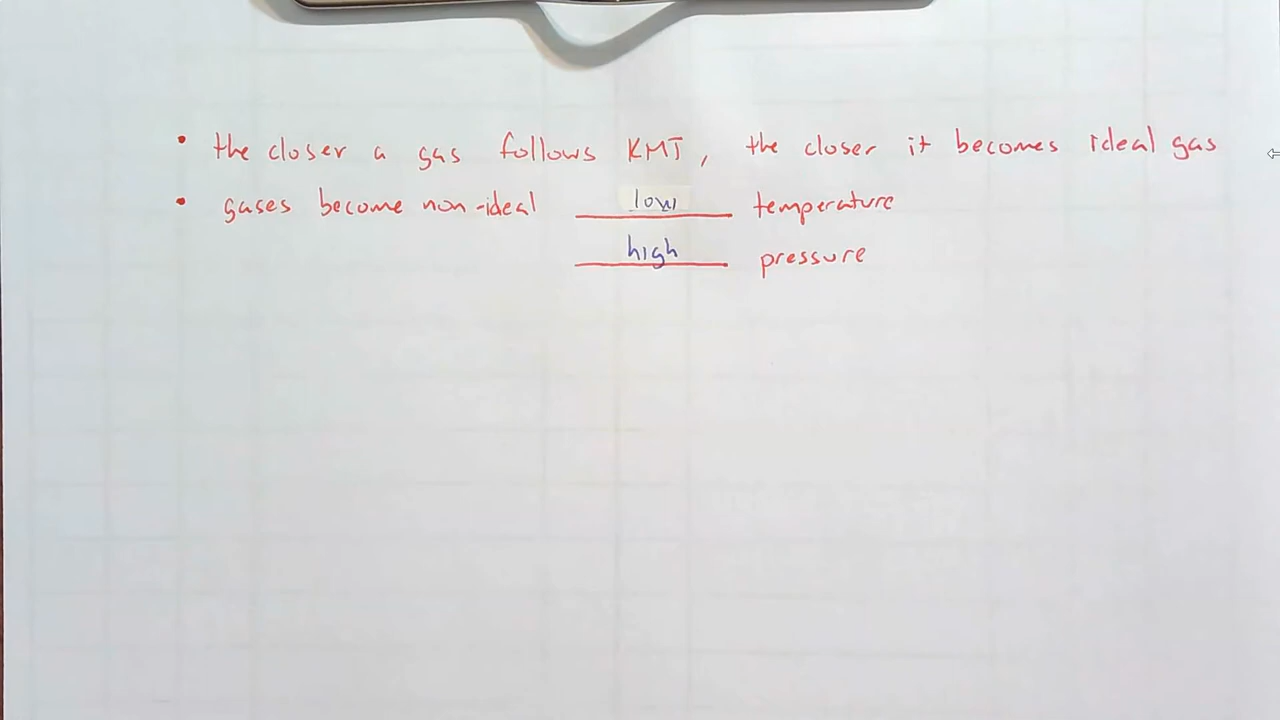 • the closer a gas follows KMT, the closer it becomes ideal gas
• gases become non-ideal low temperature
high pressure